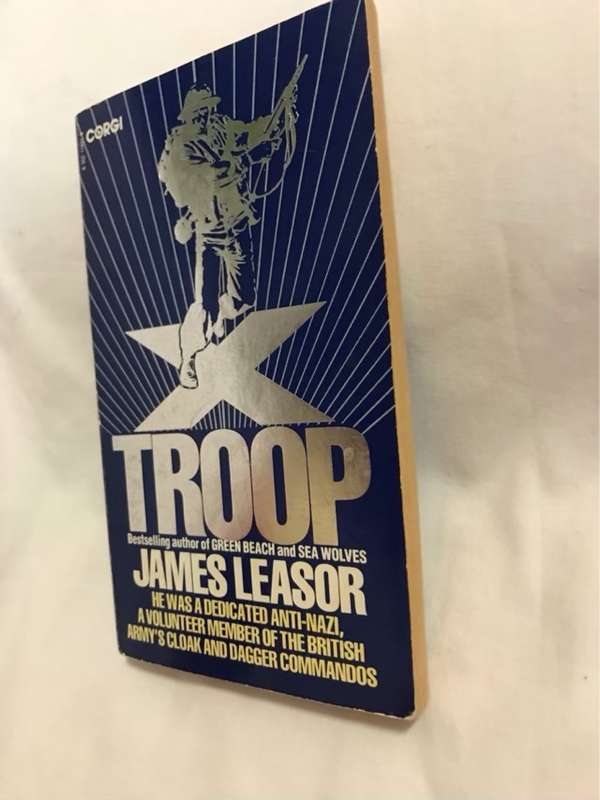 CORGI
X
TROOP
Bestselling author of GREEN BEACH and SEA WOLVES
JAMES LEASOR
HE WAS A DEDICATED ANTI-NAZI,
A VOLUNTEER MEMBER OF THE BRITISH
ARMY'S CLOAK AND DAGGER COMMANDOS